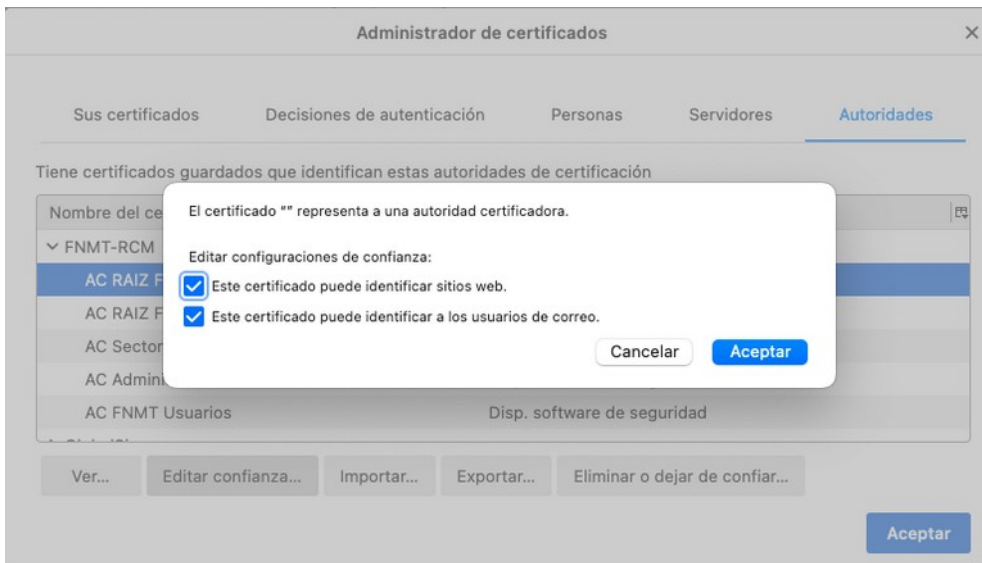 Administrador de certificados
Sus certificados Decisiones de autenticación Personas Servidores Autoridades
Tiene certificados guardados que identifican estas autoridades de certificación
Nombre del ce
FNMT-RCM
AC RAIZ F
AC RAIZ F
AC Sector
AC Admini
AC FNMT Usuarios Disp. software de seguridad
El certificado "" representa a una autoridad certificadora.
Editar configuraciones de confianza:
Este certificado puede identificar sitios web.
Este certificado puede identificar a los usuarios de correo.
Cancelar Aceptar
Ver... Editar confianza... Importar... Exportar... Eliminar o dejar de confiar...
Aceptar